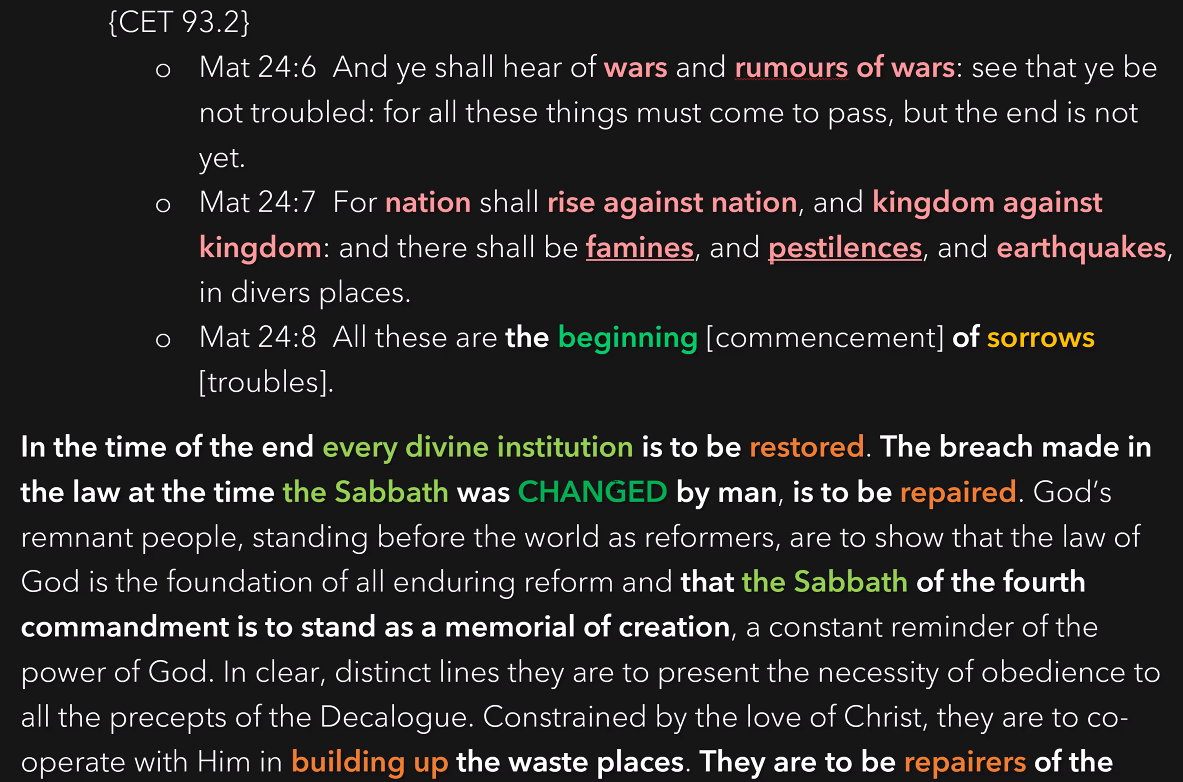 {CET 93.2}
o Mat 24:6 And ye shall hear of wars and rumours of wars: see that ye be
not troubled: for all these things must come to pass, but the end is not
yet.
o Mat 24:7 For nation shall rise against nation, and kingdom against
kingdom: and there shall be famines, and pestilences, and earthquakes,
in divers places.
o Mat 24:8 All these are the beginning [commencement] of sorrows
[troubles].
In the time of the end every divine institution is to be restored. The breach made in
the law at the time the Sabbath was CHANGED by man, is to be repaired. God’s
remnant people, standing before the world as reformers, are to show that the law of
God is the foundation of all enduring reform and that the Sabbath of the fourth
commandment is to stand as a memorial of creation, a constant reminder of the
power of God. In clear, distinct lines they are to present the necessity of obedience to
all the precepts of the Decalogue. Constrained by the love of Christ, they are to co-
operate with Him in building up the waste places. They are to be repairers of the